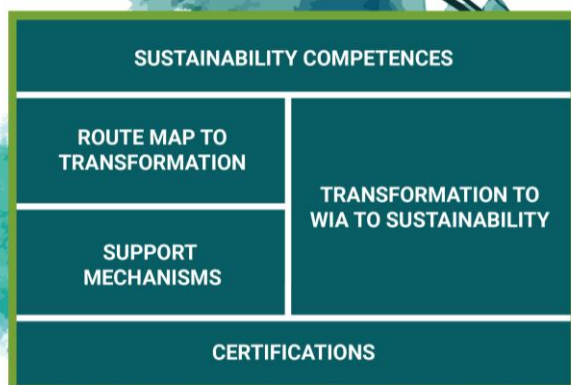 SUSTAINABILITY COMPETENCES
ROUTE MAP TO
TRANSFORMATION
SUPPORT
MECHANISMS
TRANSFORMATION TO
WIA TO SUSTAINABILITY
CERTIFICATIONS